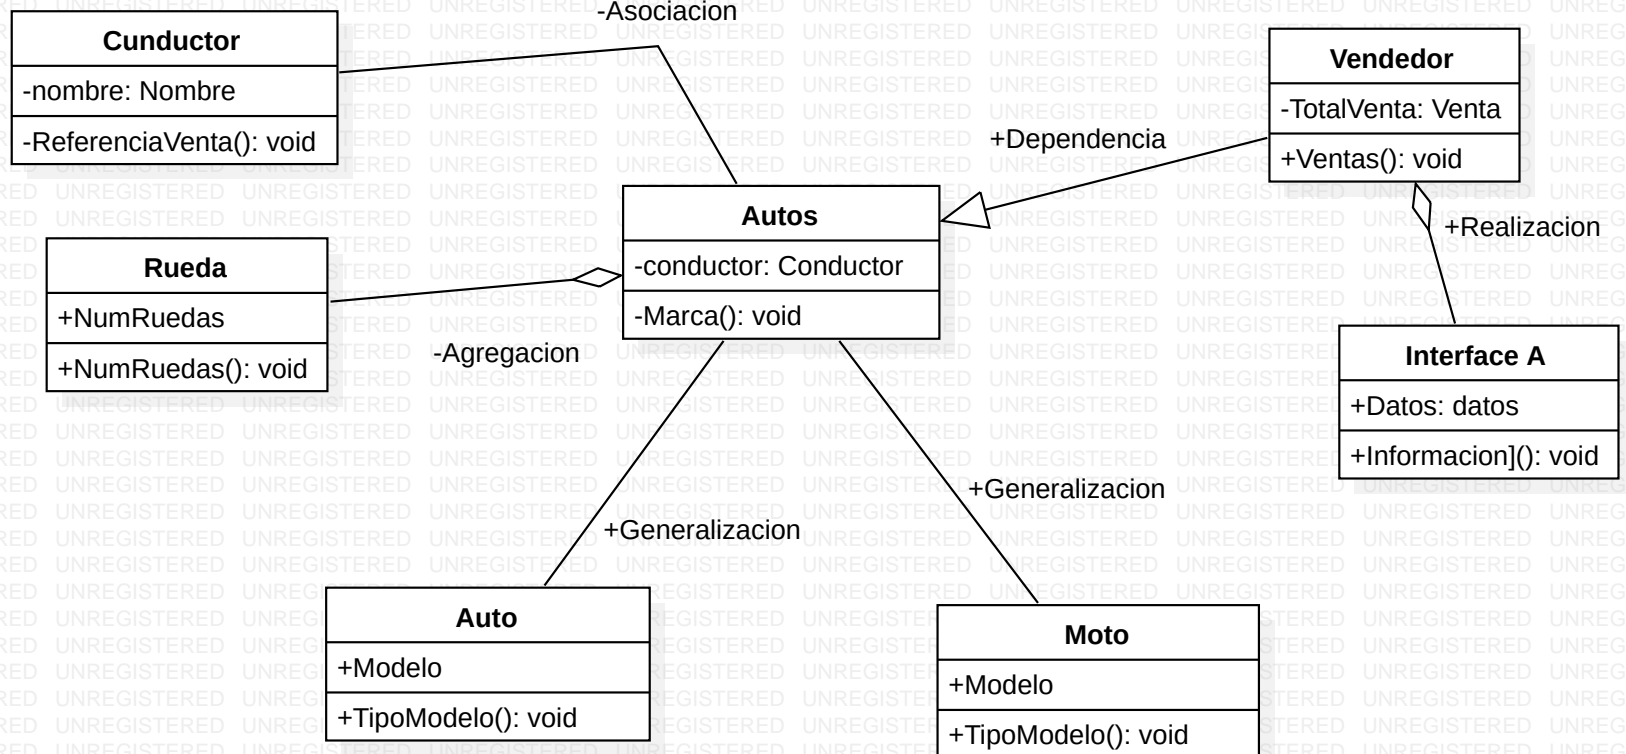 -Asociacion
Cunductor
-nombre: Nombre
-ReferenciaVenta(): void
Vendedor
-TotalVenta: Venta
+Ventas(): void
+Dependencia
+Realizacion
Autos
-conductor: Conductor
-Marca(): void
Rueda
+NumRuedas
+NumRuedas(): void
-Agregacion
Interface A
+Datos: datos
+Informacion](): void
+Generalizacion
+Generalizacion
Auto
+Modelo
+TipoModelo(): void
Moto
+Modelo
+TipoModelo(): void
UNREGISTERED